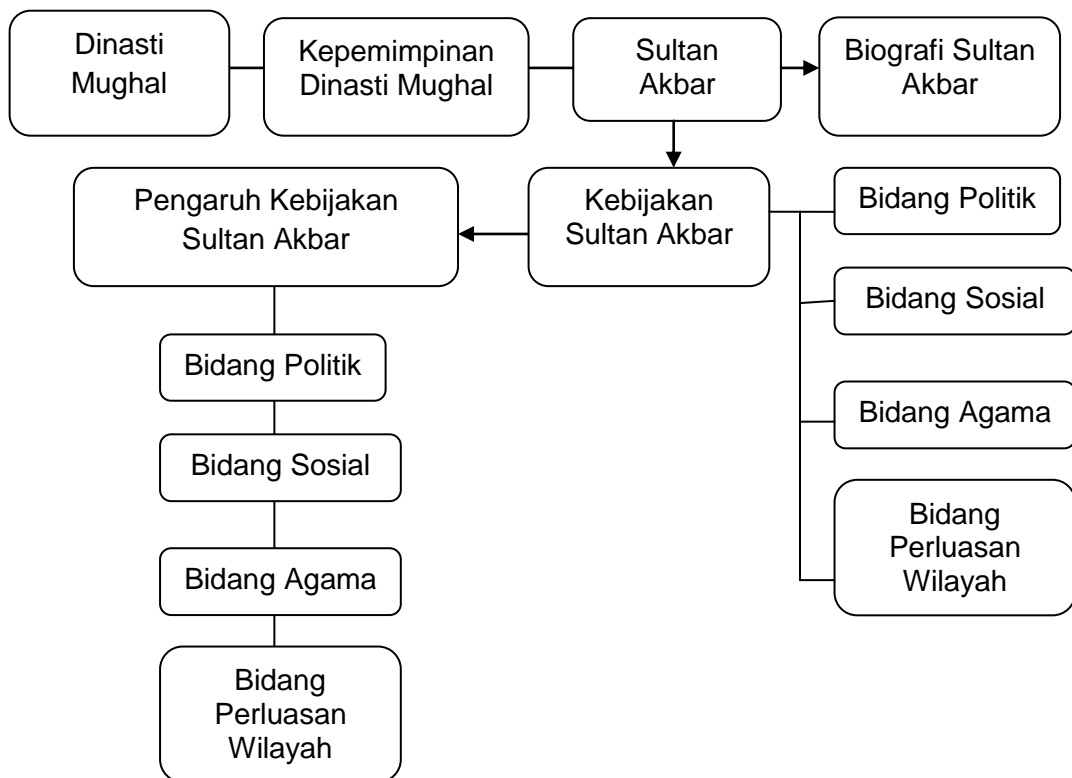 Dinasti
Mughal
Kepemimpinan
Dinasti Mughal
Sultan
Akbar
Biografi Sultan
Akbar
Pengaruh Kebijakan
Sultan Akbar
Kebijakan
Sultan Akbar
Bidang Politik
Bidang Sosial
Bidang Agama
Bidang
Perluasan
Wilayah
Bidang Politik
Bidang Sosial
Bidang Agama
Bidang
Perluasan
Wilayah